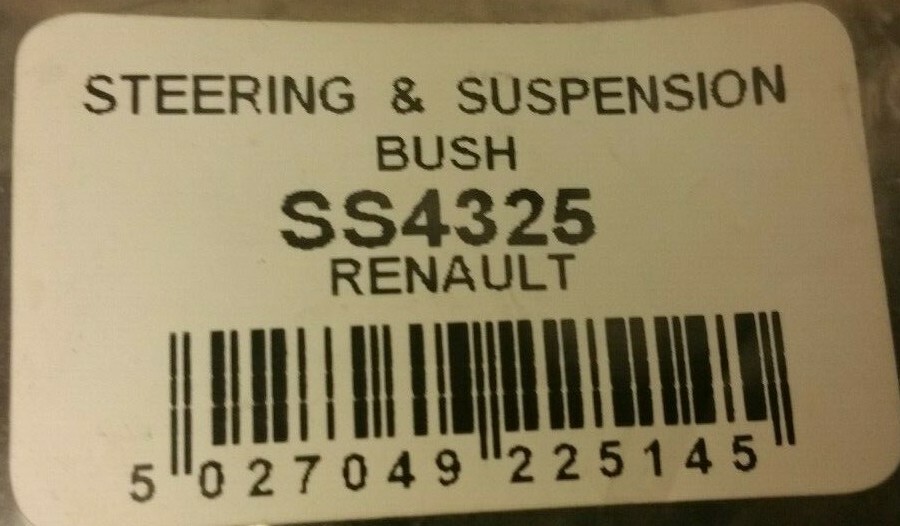 STEERING & SUSPENSION
BUSH
SS4325
RENAULT
5 027049 225145